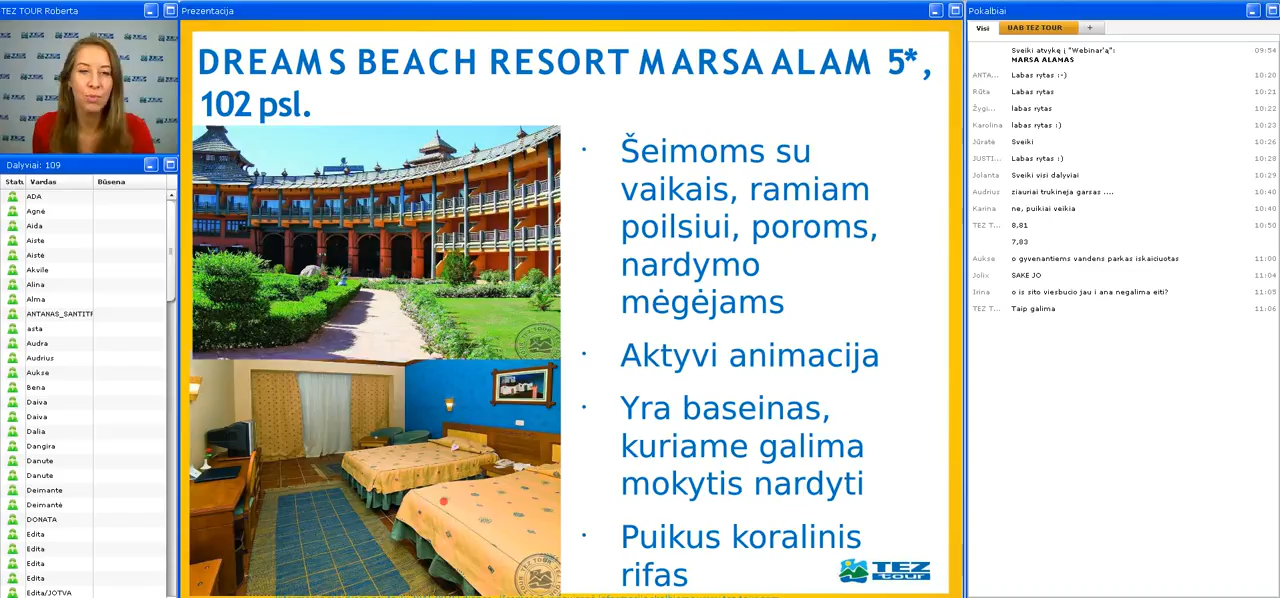 TEZ TOUR Roberta
Dalyviai: 109
Statu
Vardas
Būsena
ADA
Agnė
Aida
Aiste
Aistė
Akvile
Alina
Alma
ANTANAS_SANTITR
asta
Audra
Audrius
Aukse
Bena
Daiva
Daiva
Dalia
Dangira
Danute
Danute
Deimante
Deimantė
DONATA
Edita
Edita
Edita
Edita
Edita/JOTVA
Prezentacija
DREAMS BEACH RESORT MARSA ALAM 5*,
102 psl.
· Šeimoms su
vaikais, ramiam
poilsiui, poroms,
nardymo
mėgėjams
· Aktyvi animacija
· Yra baseinas,
kuriame galima
mokytis nardyti
· Puikus koralinis
rifas
TEZ
TOUR
Pokalbiai
Visi
UAB TEZ TOUR
+
Sveiki atvykę į "Webinar'ą": 09:54
MARSA ALAMAS
ANTA... Labas rytas :-) 10:20
Rūta Labas rytas 10:21
Žygi... labas rytas 10:22
Karolina labas rytas :) 10:23
Jūratė Sveiki 10:26
JUSTI... Labas rytas :) 10:28
Jolanta Sveiki visi dalyviai 10:29
Audrius ziauriai trukineja garsas .... 10:40
Karina ne, puikiai veikia 10:40
TEZ T... 8,81 10:50
7,83
Aukse o gyvenantiems vandens parkas iskaiciuotas 11:00
Jolix SAKE JO 11:04
Irina o is sito viesbucio jau i ana negalima eiti? 11:05
TEZ T... Taip galima 11:06